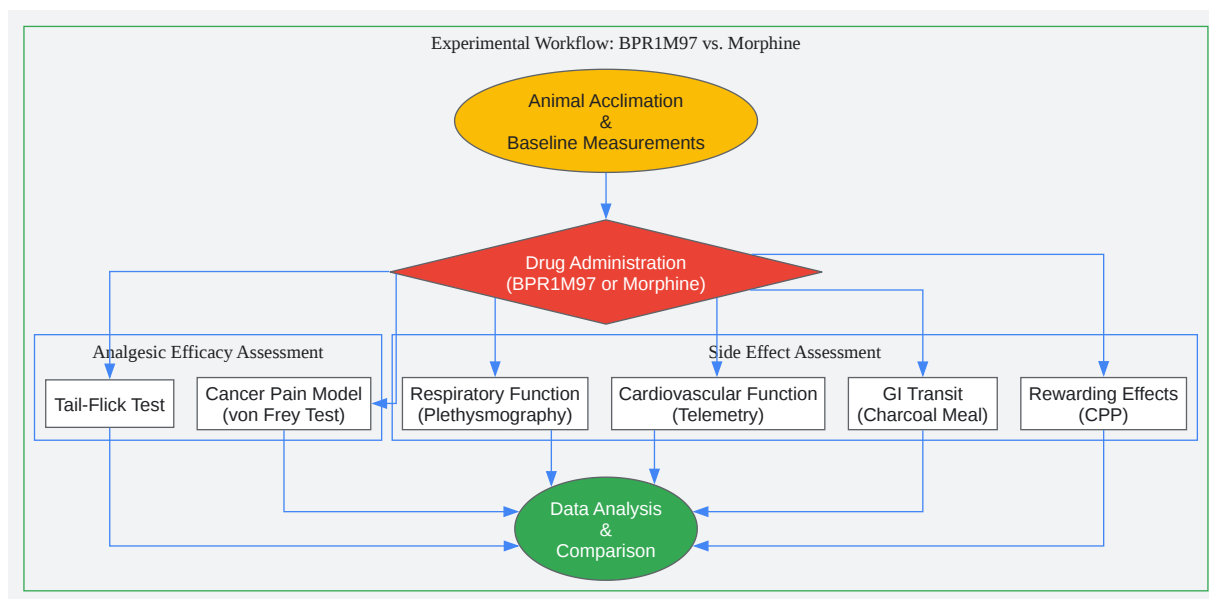 Experimental Workflow: BPR1M97 vs. Morphine
Animal Acclimation
&
Baseline Measurements
Drug Administration
(BPR1M97 or Morphine)
Analgesic Efficacy Assessment
Side Effect Assessment
Tail-Flick Test
Cancer Pain Model
(von Frey Test)
Respiratory Function
(Plethysmography)
Cardiovascular Function
(Telemetry)
GI Transit
(Charcoal Meal)
Rewarding Effects
(CPP)
Data Analysis
&
Comparison